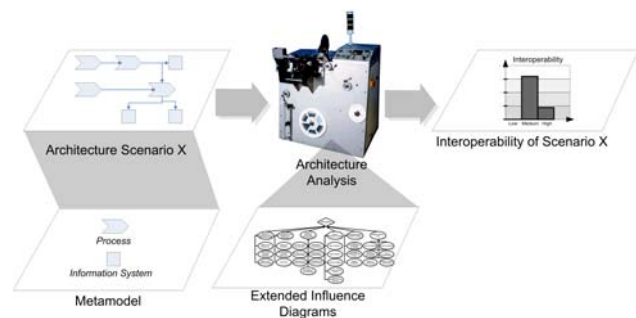 Interoperability
Low Medium High
Architecture Scenario X
Architecture
Analysis
Interoperability of Scenario X
Process
Information System
Metamodel
Extended Influence
Diagrams